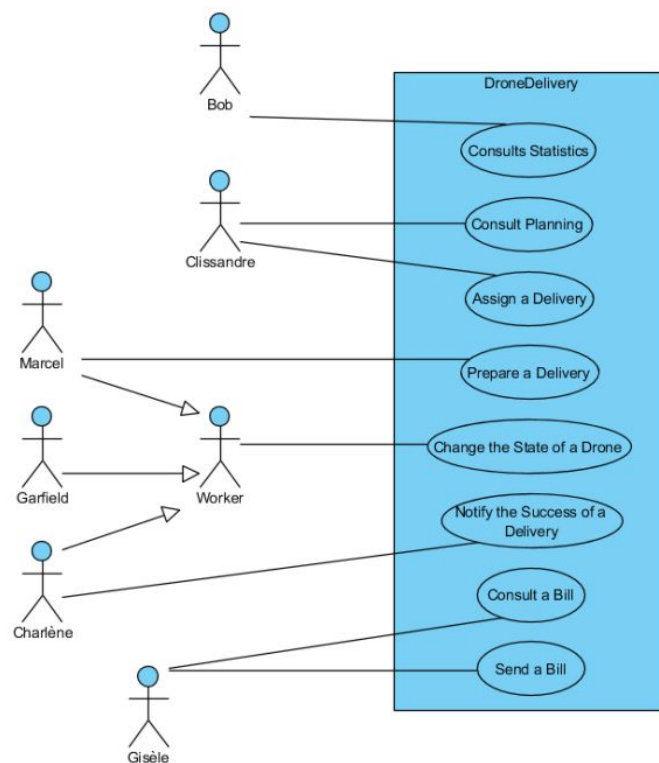 Bob
DroneDelivery
Consults Statistics
Clissandre
Consult Planning
Assign a Delivery
Marcel
Prepare a Delivery
Garfield
Worker
Change the State of a Drone
Notify the Success of a
Delivery
Charlène
Consult a Bill
Send a Bill
Gisèle